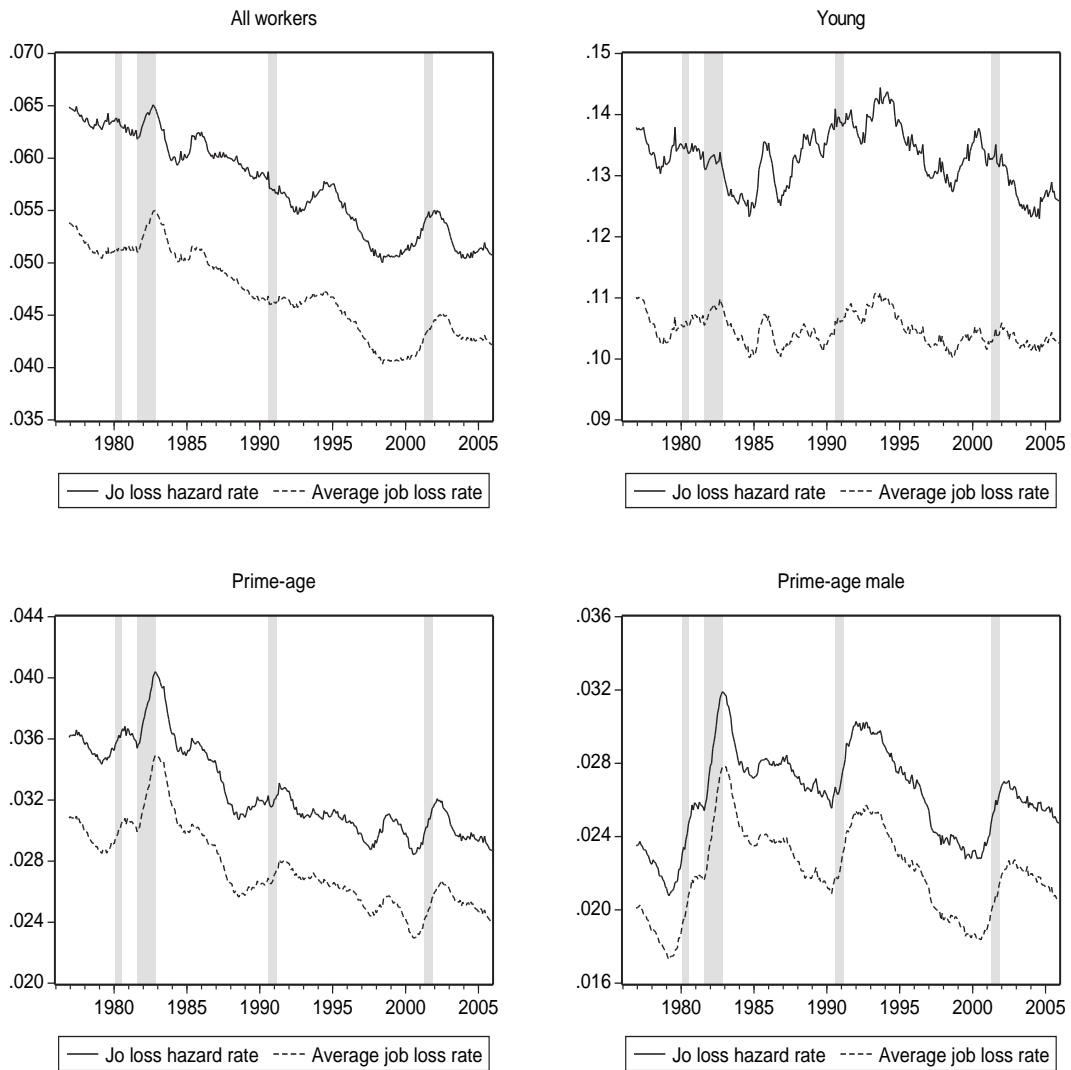 All workers
.070
.065
.060
.055
.050
.045
.040
.035
1980 1985 1990 1995 2000 2005
Jo loss hazard rate Average job loss rate
Young
.15
.14
.13
.12
.11
.10
.09
1980 1985 1990 1995 2000 2005
Jo loss hazard rate Average job loss rate
Prime-age
.044
.040
.036
.032
.028
.024
.020
1980 1985 1990 1995 2000 2005
Jo loss hazard rate Average job loss rate
Prime-age male
.036
.032
.028
.024
.020
.016
1980 1985 1990 1995 2000 2005
Jo loss hazard rate Average job loss rate